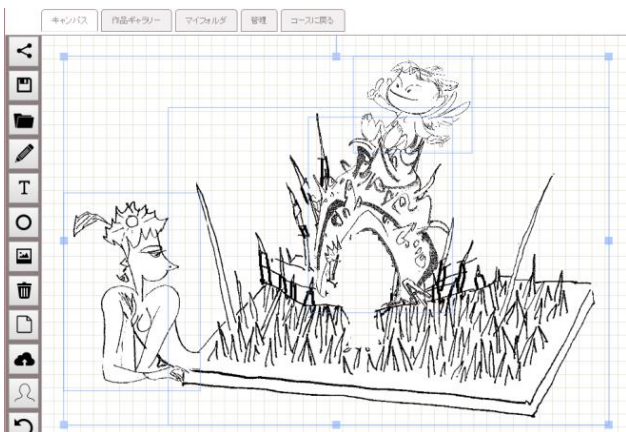 キャンバス
作品ギャラリー
マイフォルダ
管理
コースに戻る
T